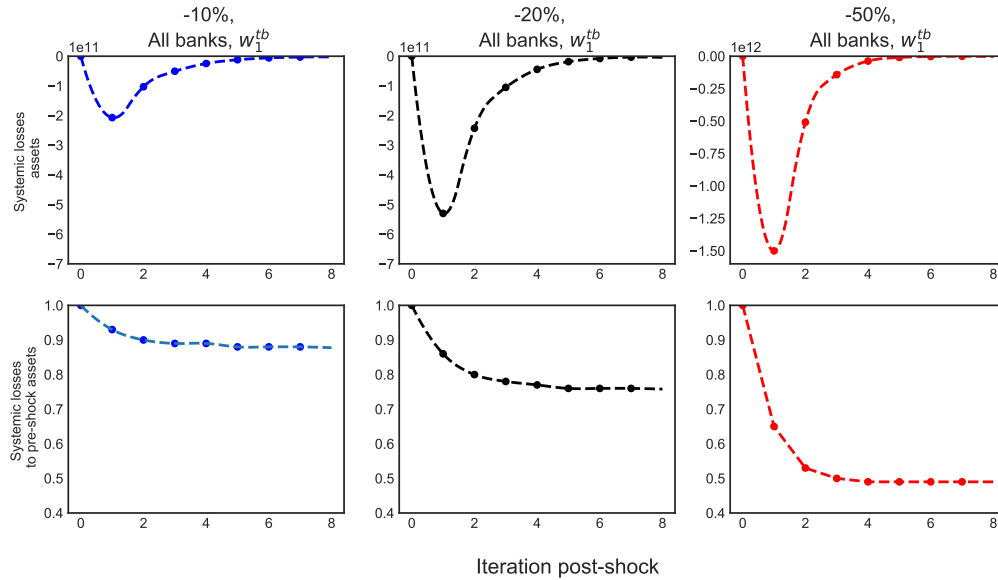 -10%,
All banks, w₁ᵗᵇ
-20%,
All banks, w₁ᵗᵇ
-50%,
All banks, w₁ᵗᵇ
1e11
1e11
1e12
Systemic losses
assets
0
−1
−2
−3
−4
−5
−6
−7
0 2 4 6 8
0
−1
−2
−3
−4
−5
−6
−7
0 2 4 6 8
0.00
−0.25
−0.50
−0.75
−1.00
−1.25
−1.50
0 2 4 6 8
Systemic losses
to pre-shock assets
1.0
0.9
0.8
0.7
0.6
0.5
0.4
0 2 4 6 8
1.0
0.9
0.8
0.7
0.6
0.5
0.4
0 2 4 6 8
1.0
0.9
0.8
0.7
0.6
0.5
0.4
0 2 4 6 8
Iteration post-shock